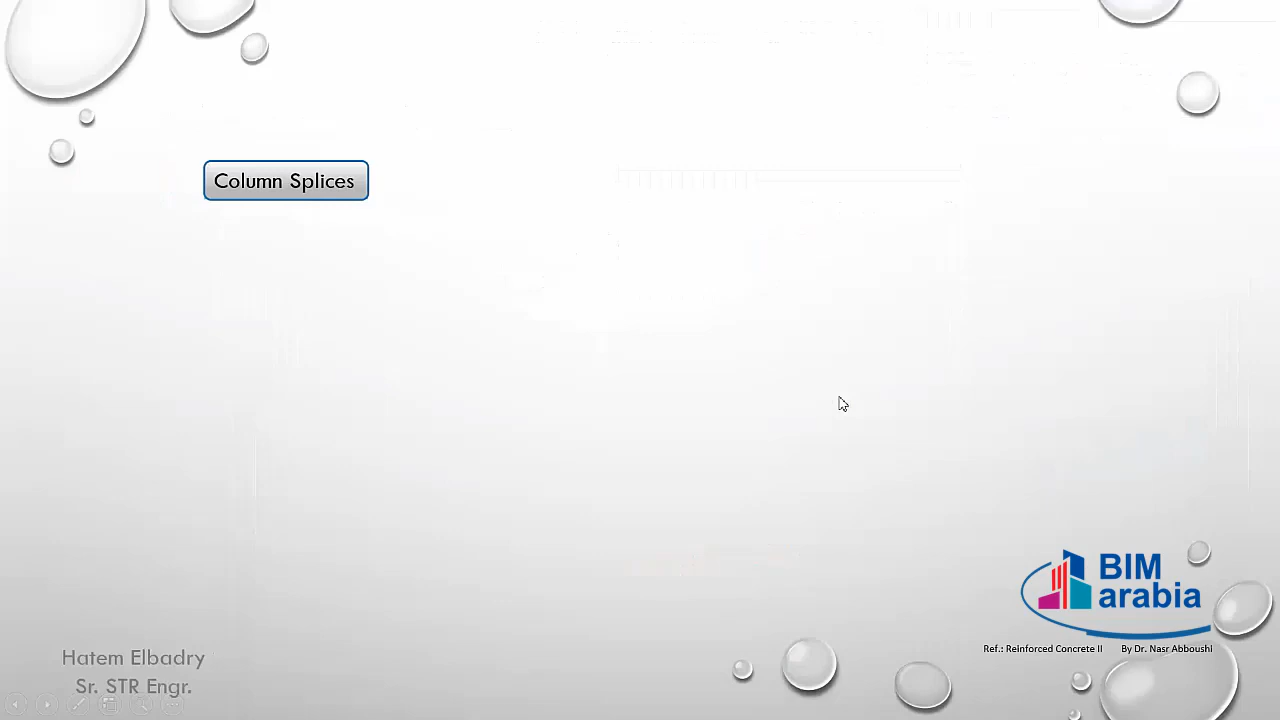 Column Splices
BIM
arabia
Ref.: Reinforced Concrete II By Dr. Nasr Abboushi
Hatem Elbadry
Sr. STR Engr.